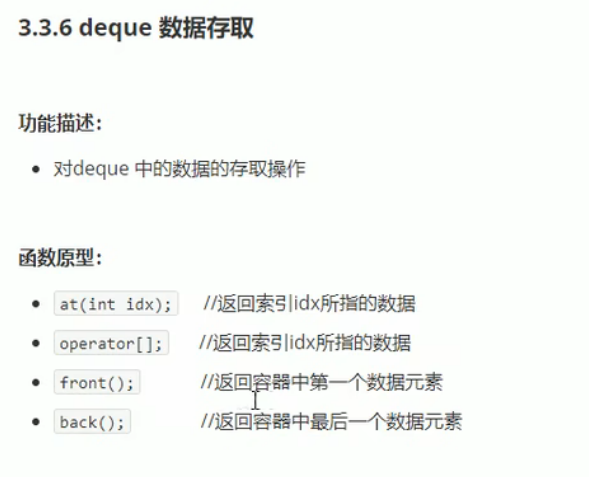 3.3.6 deque 数据存取
功能描述：
对deque 中的数据的存取操作
函数原型：
at(int idx); //返回索引idx所指的数据
operator[]; //返回索引idx所指的数据
front(); //返回容器中第一个数据元素
back(); //返回容器中最后一个数据元素